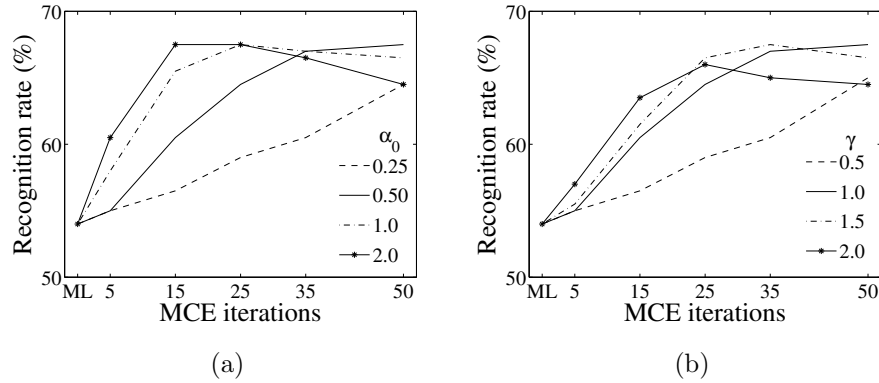 70
60
50
Recognition rate (%)
α0
0.25
0.50
1.0
2.0
ML 5 15 25 35 50
MCE iterations
(a)
70
60
50
Recognition rate (%)
γ
0.5
1.0
1.5
2.0
ML 5 15 25 35 50
MCE iterations
(b)